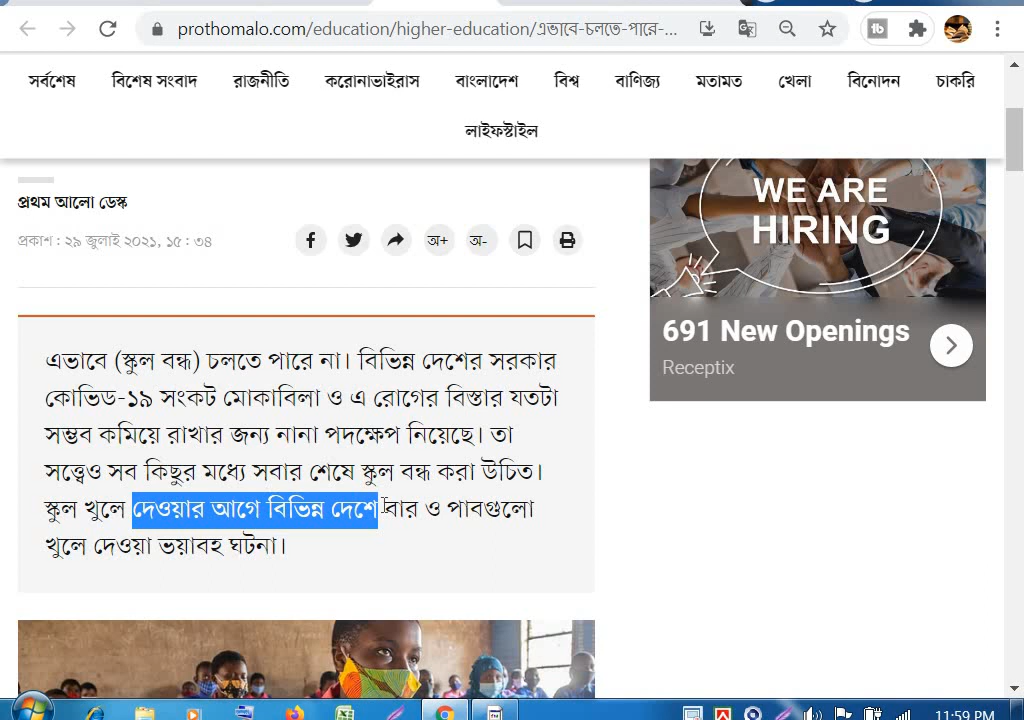 prothomalo.com/education/higher-education/এভাবে-চলতে-পারে-...
সর্বশেষ বিশেষ সংবাদ রাজনীতি করোনাভাইরাস বাংলাদেশ বিশ্ব বাণিজ্য মতামত খেলা বিনোদন চাকরি
লাইফস্টাইল
প্রথম আলো ডেস্ক
প্রকাশ : ২৯ জুলাই ২০২১, ১৫ : ৩৪
অ+ অ-
এভাবে (স্কুল বন্ধ) চলতে পারে না। বিভিন্ন দেশের সরকার
কোভিড-১৯ সংকট মোকাবিলা ও এ রোগের বিস্তার যতটা
সম্ভব কমিয়ে রাখার জন্য নানা পদক্ষেপ নিয়েছে। তা
সত্ত্বেও সব কিছুর মধ্যে সবার শেষে স্কুল বন্ধ করা উচিত।
স্কুল খুলে দেওয়ার আগে বিভিন্ন দেশে বার ও পাবগুলো
খুলে দেওয়া ভয়াবহ ঘটনা।
WE ARE
HIRING
691 New Openings
Receptix
11:59 PM